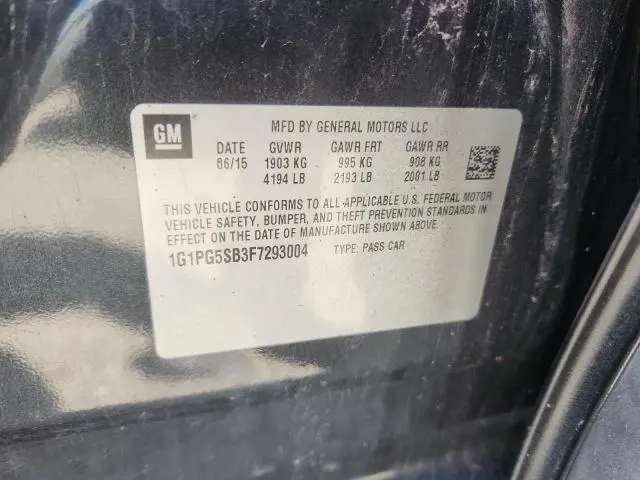 GM
MFD BY GENERAL MOTORS LLC
DATE GVWR GAWR FRT GAWR RR
06/15 1903 KG 995 KG 908 KG
4194 LB 2193 LB 2001 LB
THIS VEHICLE CONFORMS TO ALL APPLICABLE U.S. FEDERAL MOTOR
VEHICLE SAFETY, BUMPER, AND THEFT PREVENTION STANDARDS IN
EFFECT ON THE DATE OF MANUFACTURE SHOWN ABOVE.
1G1PG5SB3F7293004 TYPE: PASS CAR